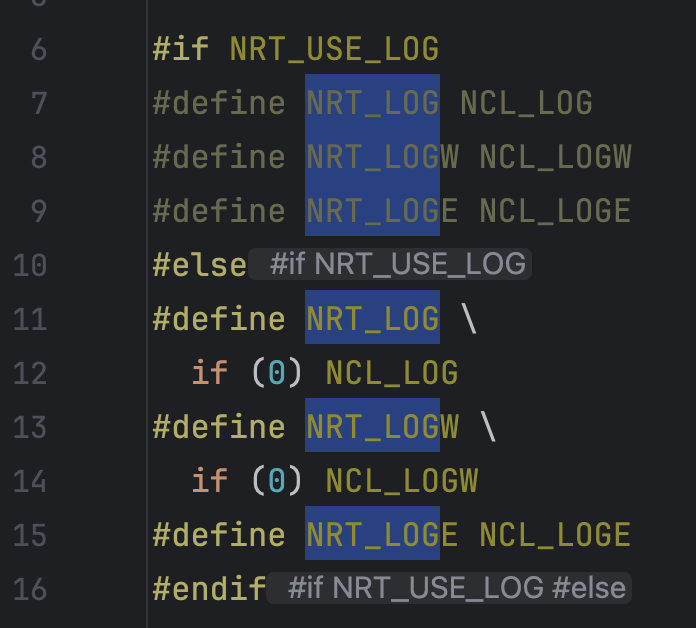 6 #if NRT_USE_LOG
7 #define NRT_LOG NCL_LOG
8 #define NRT_LOGW NCL_LOGW
9 #define NRT_LOGE NCL_LOGE
10 #else #if NRT_USE_LOG
11 #define NRT_LOG \
12 if (0) NCL_LOG
13 #define NRT_LOGW \
14 if (0) NCL_LOGW
15 #define NRT_LOGE NCL_LOGE
16 #endif #if NRT_USE_LOG #else